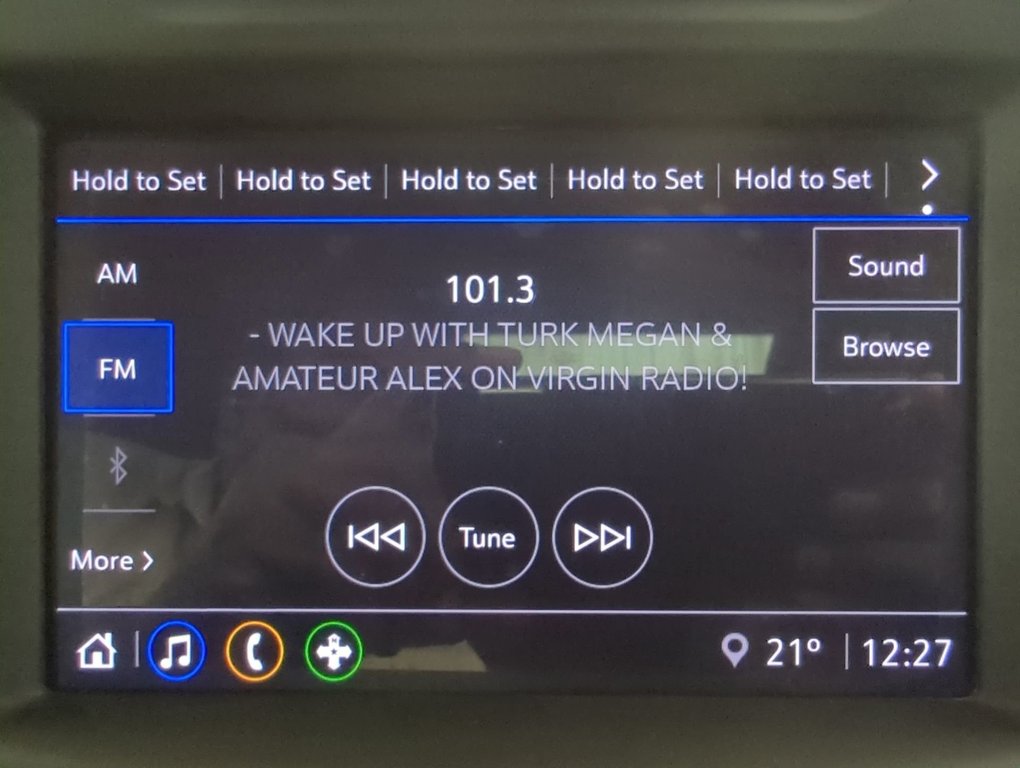 Hold to Set Hold to Set Hold to Set Hold to Set Hold to Set
AM
Sound
101.3
- WAKE UP WITH TURK MEGAN &
AMATEUR ALEX ON VIRGIN RADIO!
FM
Browse
Tune
More
21° 12:27